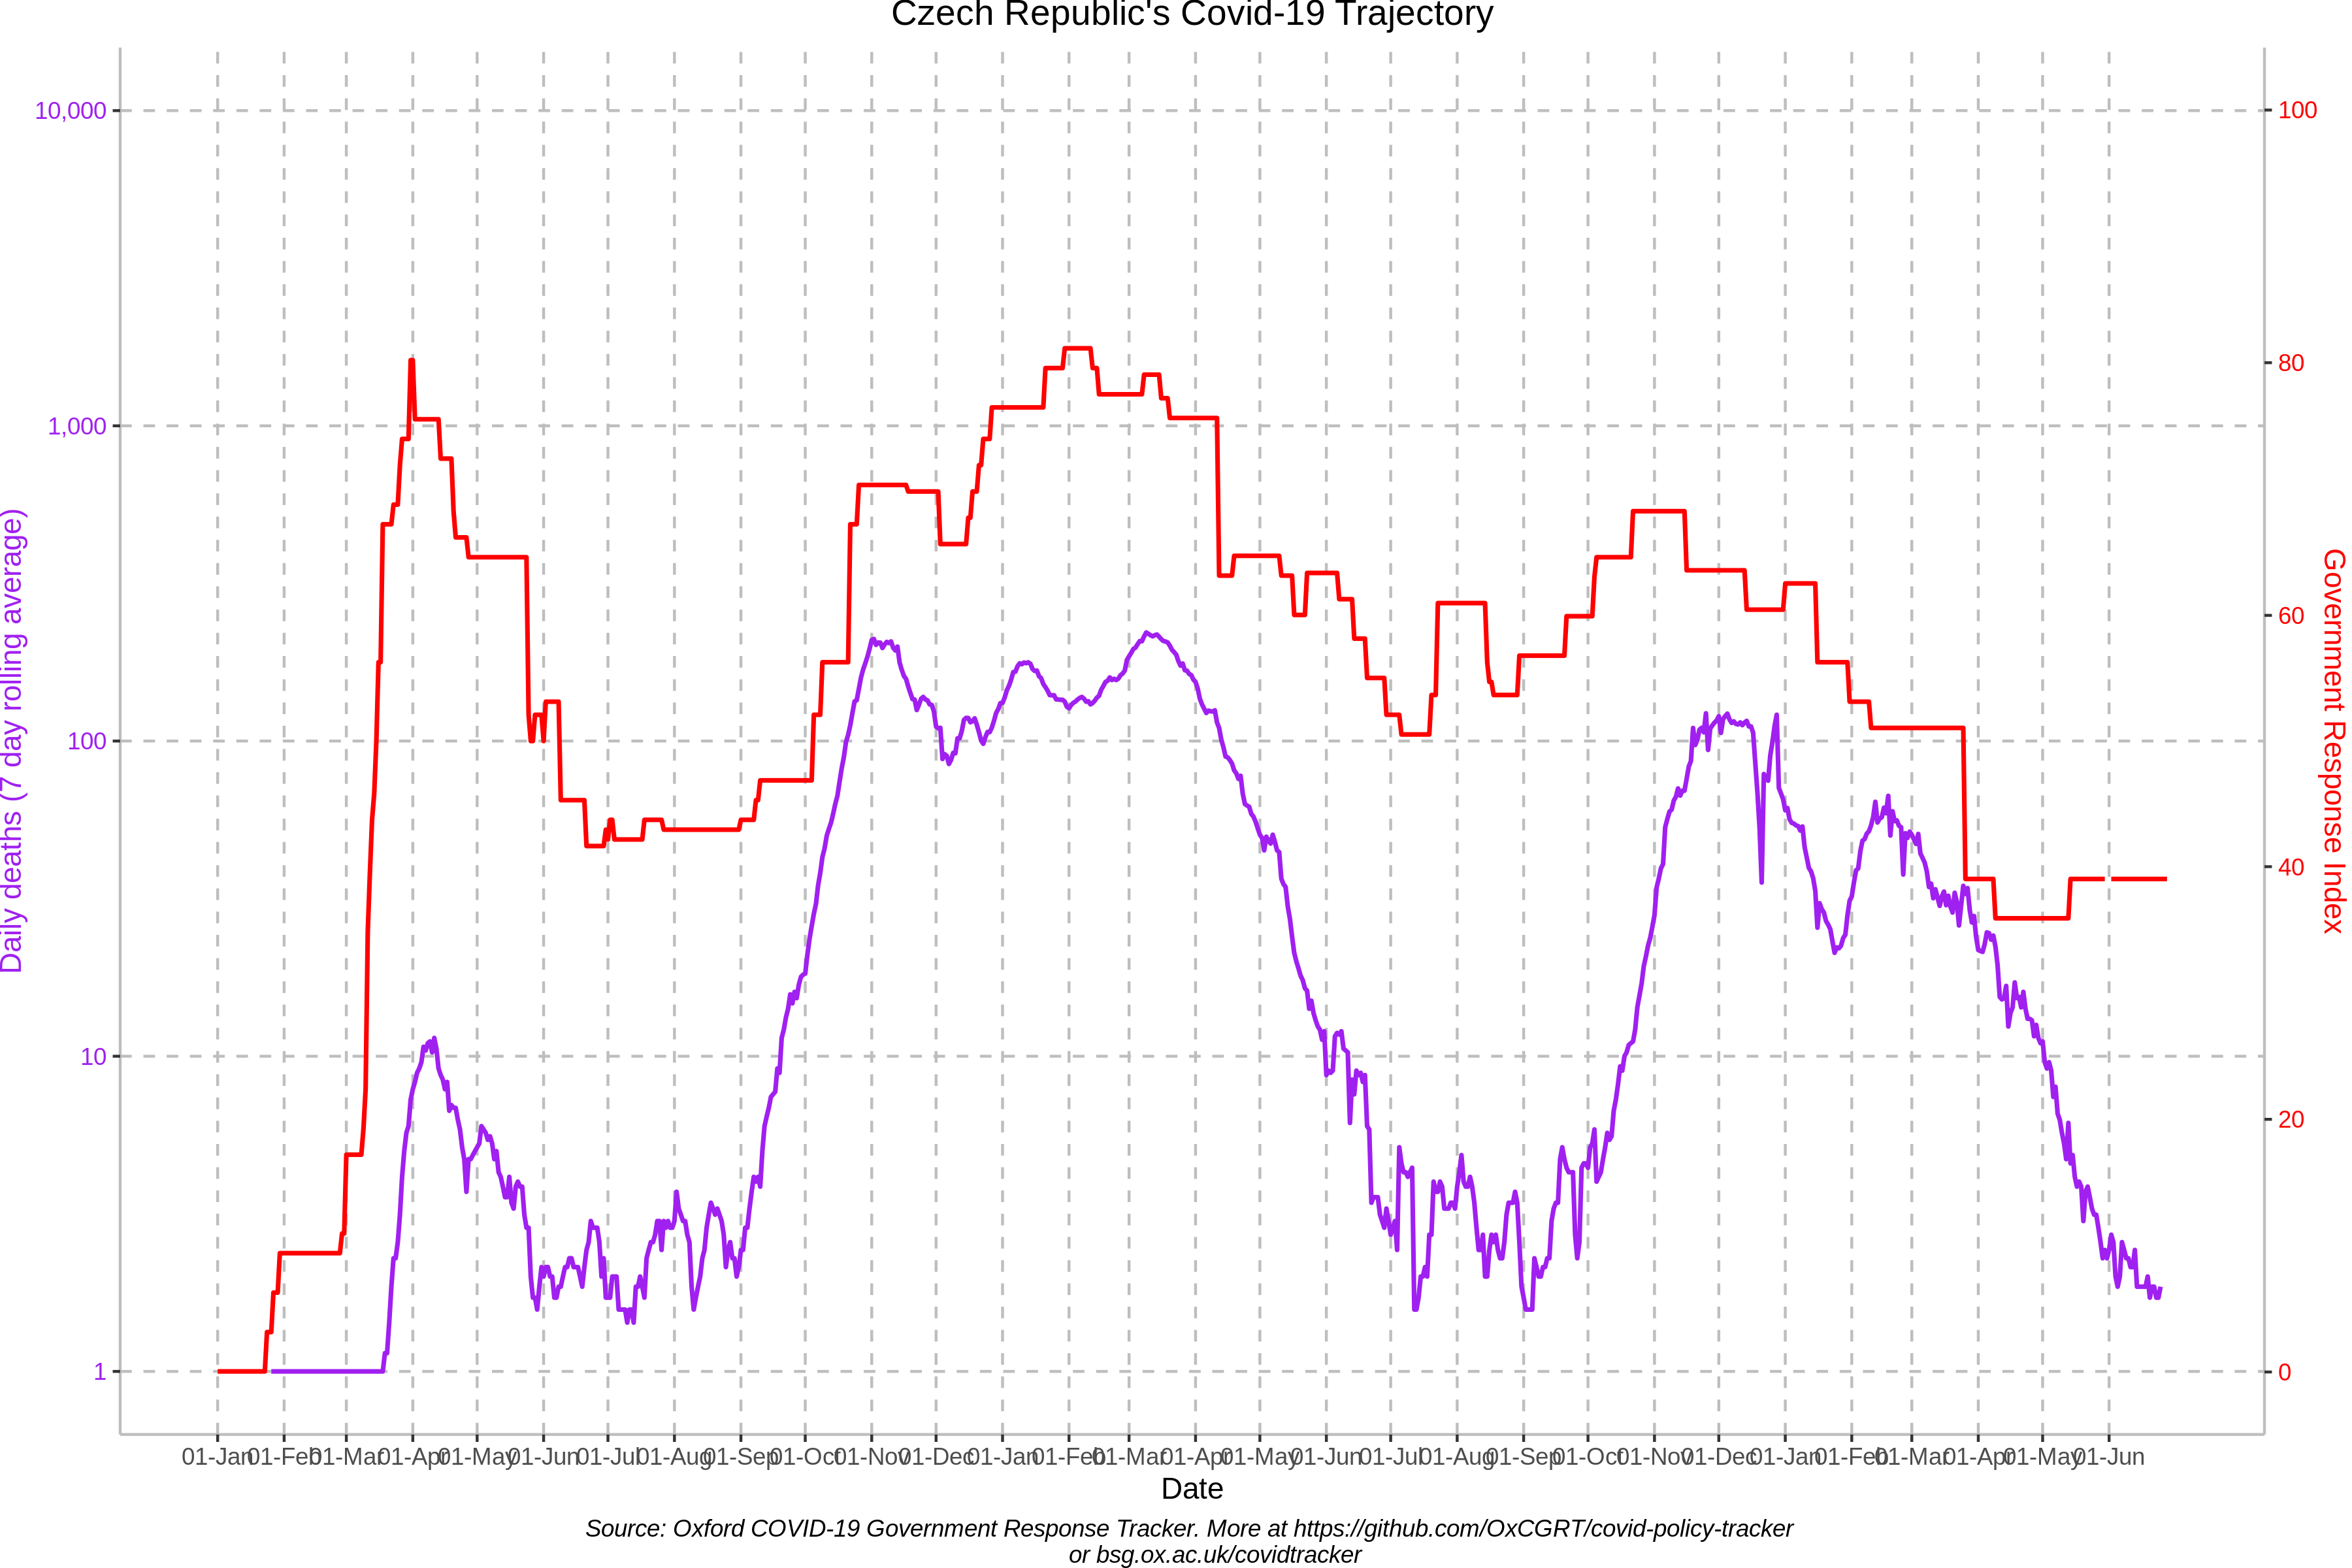 Czech Republic's Covid-19 Trajectory
10,000
1,000
100
10
1
Daily deaths (7 day rolling average)
100
80
60
40
20
0
Government Response Index
01-Jan 01-Feb 01-Mar 01-Apr 01-May 01-Jun 01-Jul 01-Aug 01-Sep 01-Oct 01-Nov 01-Dec 01-Jan 01-Feb 01-Mar 01-Apr 01-May 01-Jun 01-Jul 01-Aug 01-Sep 01-Oct 01-Nov 01-Dec 01-Jan 01-Feb 01-Mar 01-Apr 01-May 01-Jun
Date
Source: Oxford COVID-19 Government Response Tracker. More at https://github.com/OxCGRT/covid-policy-tracker
or bsg.ox.ac.uk/covidtracker